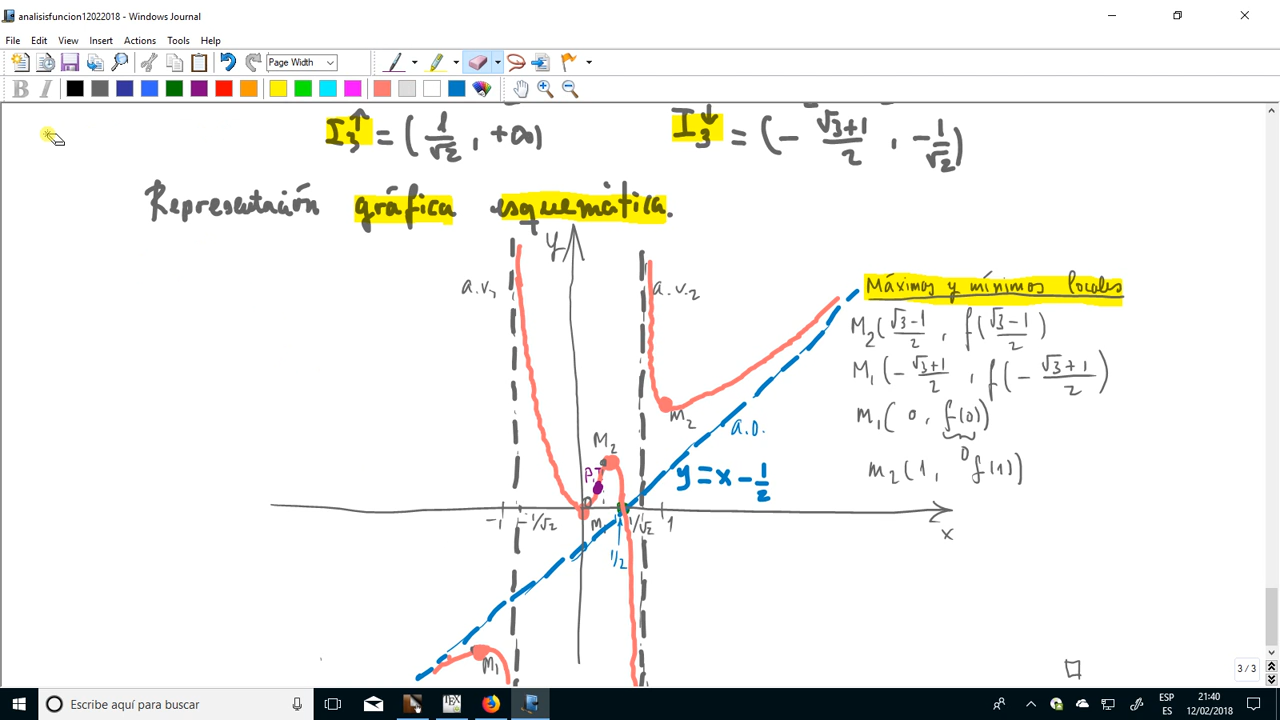 analisisfuncion12022018 - Windows Journal
File Edit View Insert Actions Tools Help
Page Width
B I
I₃↑ = (1/√2, +∞) I₃↓ = (- √3+1/2, -1/√2)
Representación gráfica esquemática.
y
a.v₁ a.v.2
Máximos y mínimos locales
M₂(√3-1/2, f(√3-1/2)
M₁(- √3+1/2, f(- √3+1/2)
m₁(0, f(0))
0
m₂(1, f(1))
m₂
a.o.
M₂
P.I
y = x - 1/2
-1 -1/√2 m₁ 1/√2 1
x
1/2
M₁
3/3
Escribe aquí para buscar
ESP
ES
21:40
12/02/2018